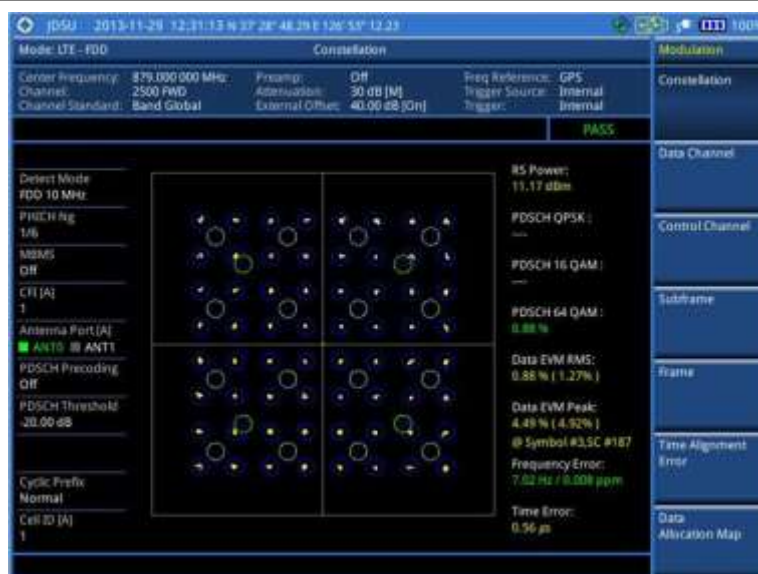 JDSU 2013-11-29 12:31:13 N 37° 28' 48.29 E 126° 53' 12.23 100%
Mode: LTE - FDD Constellation Modulation
Center Frequency: 879.000 000 MHz Preamp: Off Freq Reference: GPS
Channel: 2500 FWD Attenuation: 30 dB [M] Trigger Source: Internal
Channel Standard: Band Global External Offset: 40.00 dB [On] Trigger: Internal
PASS
Detect Mode
FDD 10 MHz
PHICH Ng
1/6
MBMS
Off
CFI [A]
1
Antenna Port [A]
ANT0 ANT1
PDSCH Precoding
Off
PDSCH Threshold
-20.00 dB
Cyclic Prefix
Normal
Cell ID [A]
1
RS Power:
11.17 dBm
PDSCH QPSK :
----
PDSCH 16 QAM :
----
PDSCH 64 QAM :
0.88 %
Data EVM RMS:
0.88 % ( 1.27% )
Data EVM Peak:
4.49 % ( 4.92% )
@ Symbol #3,SC #187
Frequency Error:
7.02 Hz / 0.008 ppm
Time Error:
0.56 µs
Constellation
Data Channel
Control Channel
Subframe
Frame
Time Alignment
Error
Data
Allocation Map